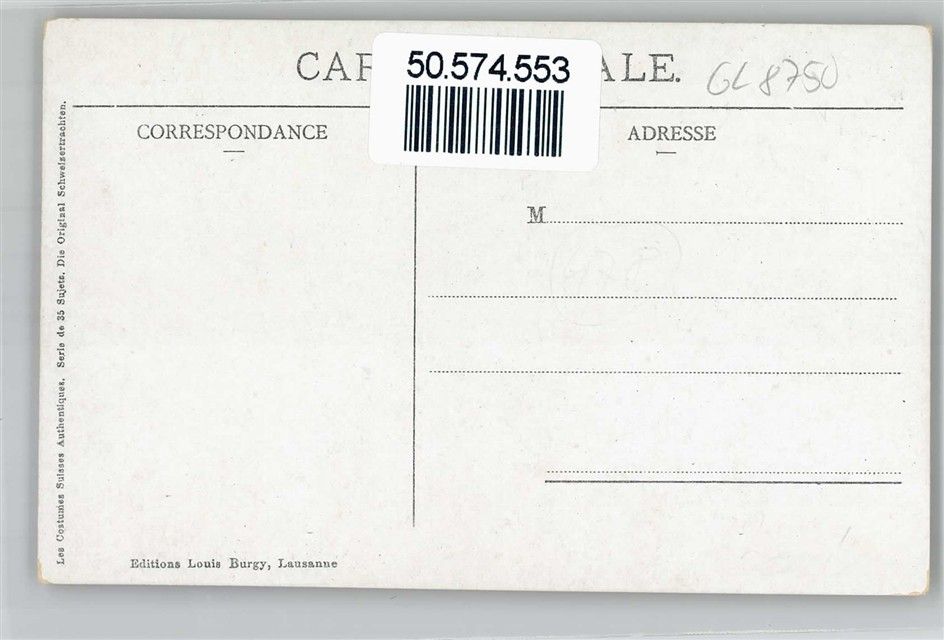 CAR
ALE.
50.574.553
GL 8750
CORRESPONDANCE
ADRESSE
M
Les Costumes Suisses Authentiques. Serie de 35 Sujets. Die Original Schweizertrachten.
Editions Louis Burgy, Lausanne